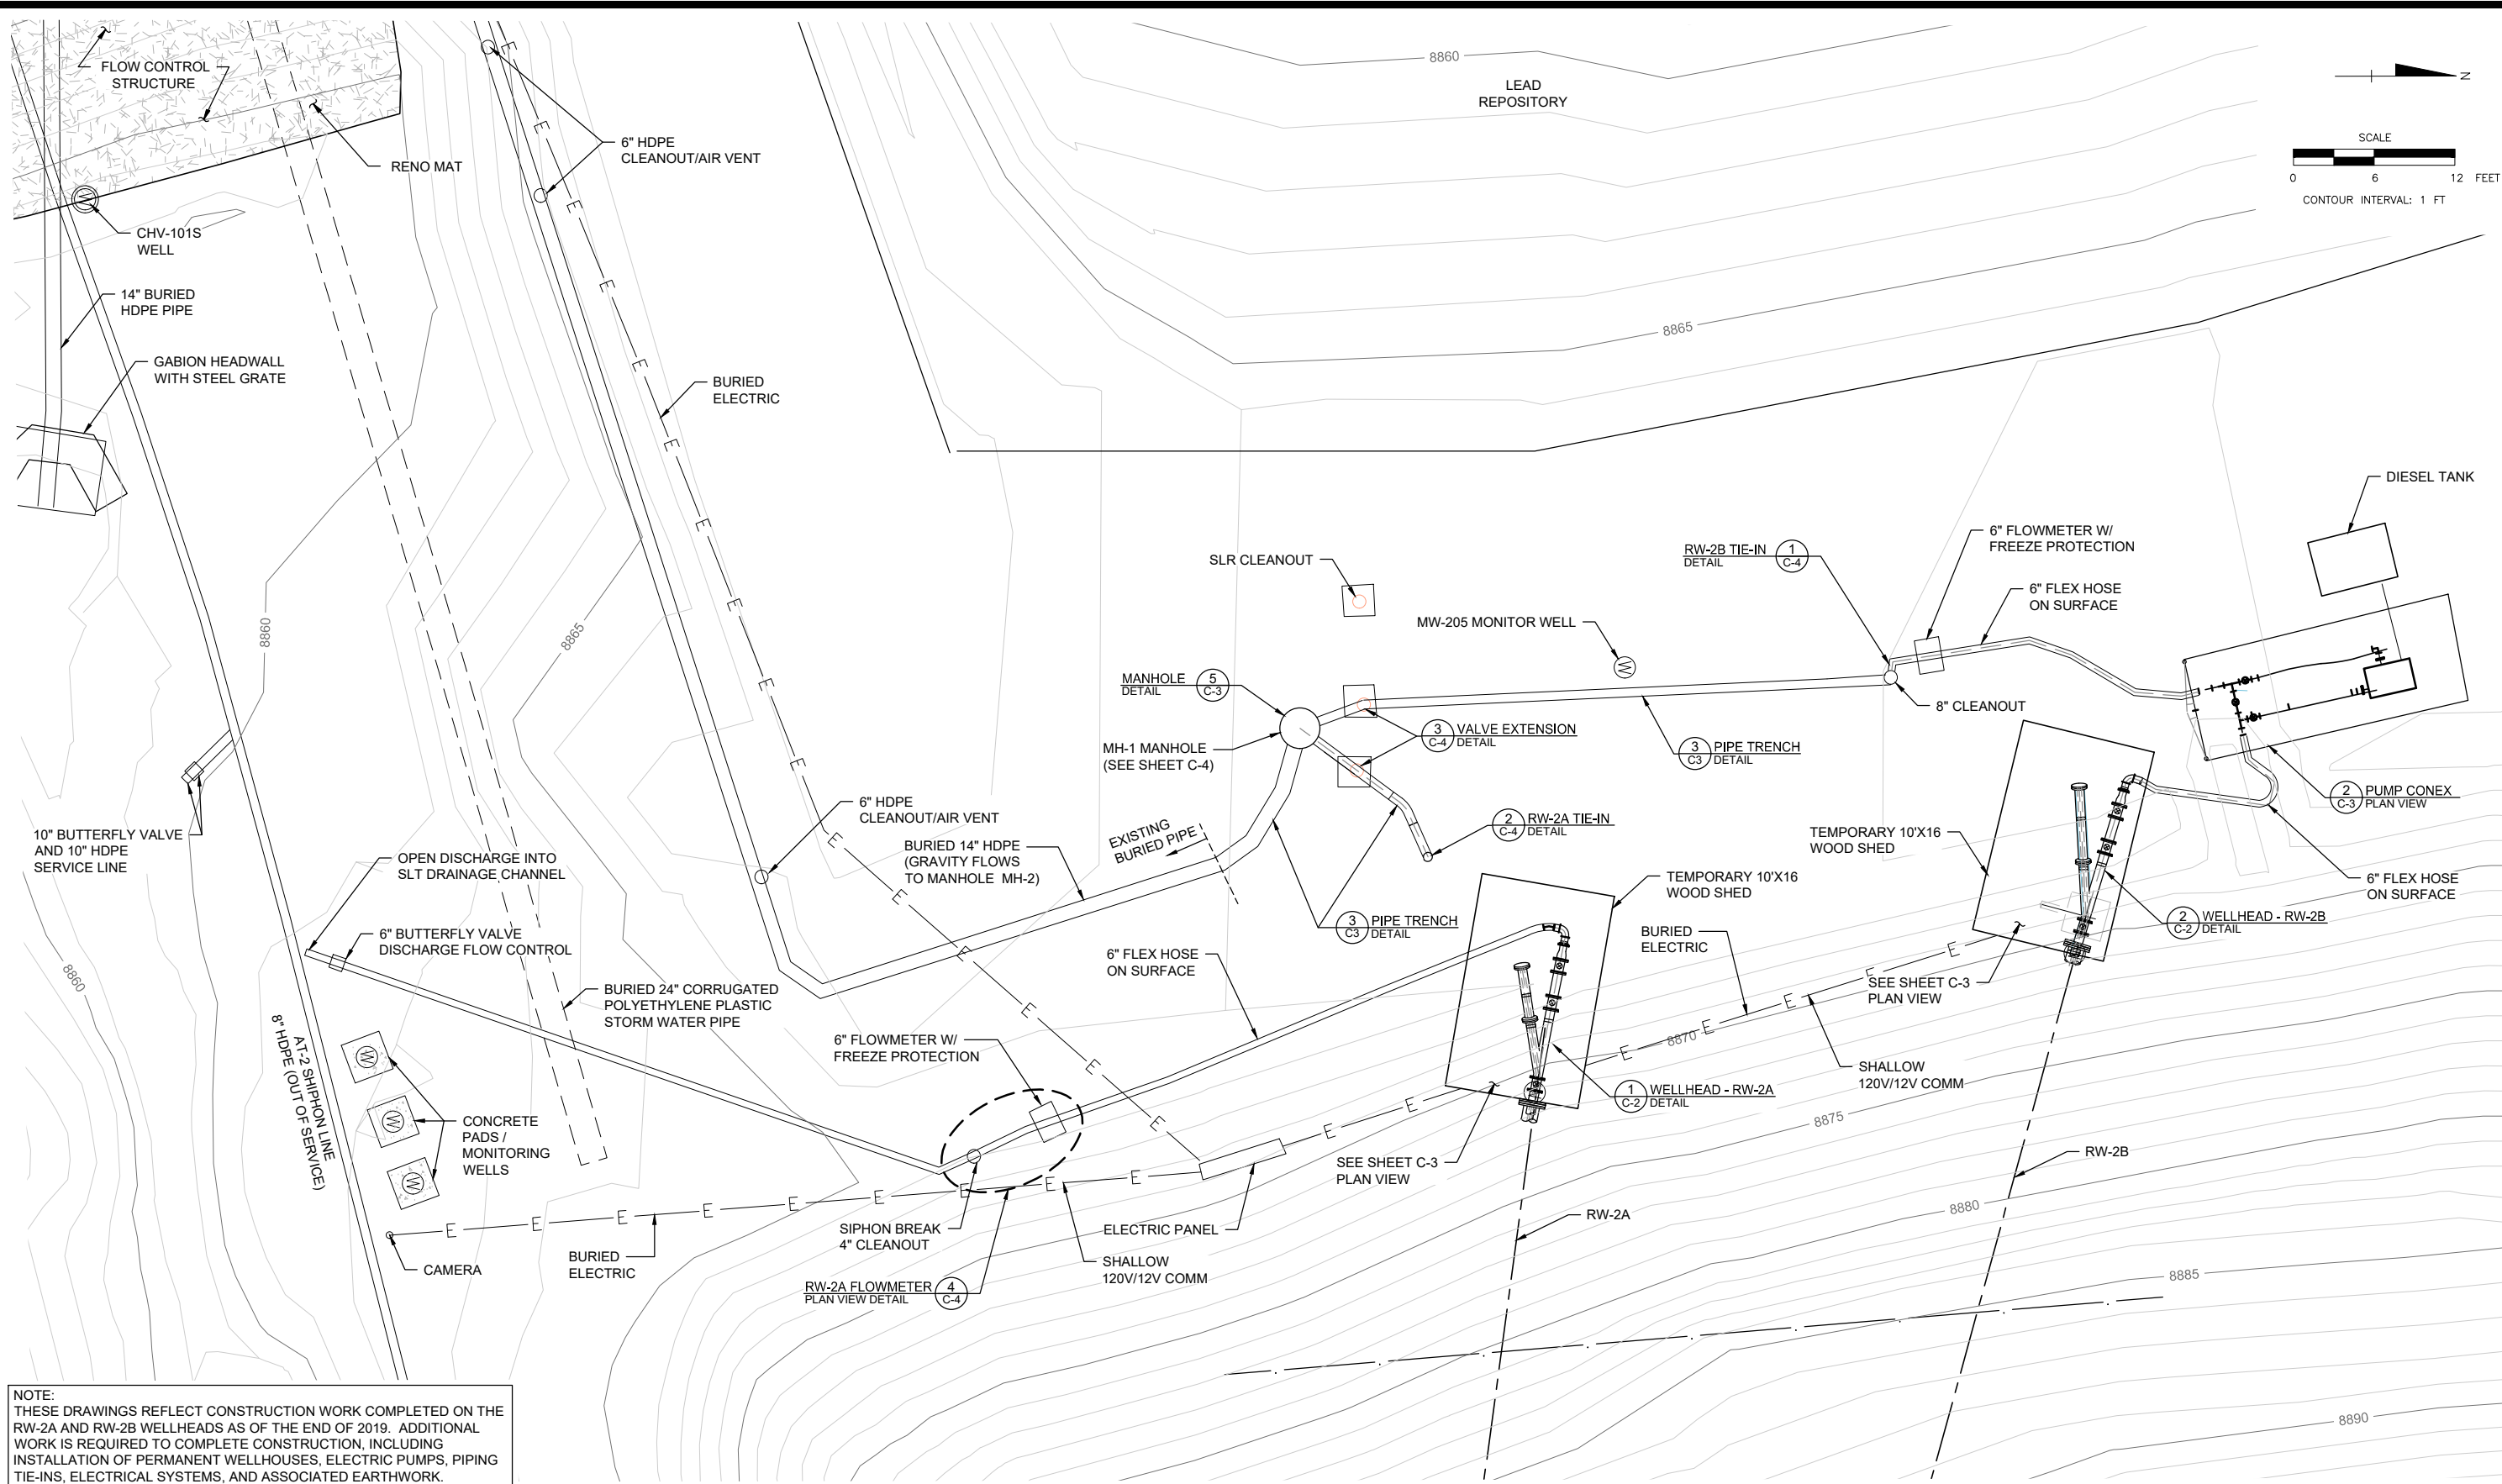 FLOW CONTROL
STRUCTURE
RENO MAT
CHV-101S
WELL
14" BURIED
HDPE PIPE
GABION HEADWALL
WITH STEEL GRATE
6" HDPE
CLEANOUT/AIR VENT
BURIED
ELECTRIC
8860
LEAD
REPOSITORY
8865
N
SCALE
0 6 12 FEET
CONTOUR INTERVAL: 1 FT
DIESEL TANK
8860
8865
SLR CLEANOUT
MW-205 MONITOR WELL
W
RW-2B TIE-IN
DETAIL
1
C-4
6" FLOWMETER W/
FREEZE PROTECTION
6" FLEX HOSE
ON SURFACE
8" CLEANOUT
MANHOLE
DETAIL
5
C-3
MH-1 MANHOLE
(SEE SHEET C-4)
3
C-4
VALVE EXTENSION
DETAIL
3
C3
PIPE TRENCH
DETAIL
2
C-3
PUMP CONEX
PLAN VIEW
10" BUTTERFLY VALVE
AND 10" HDPE
SERVICE LINE
6" HDPE
CLEANOUT/AIR VENT
BURIED 14" HDPE
(GRAVITY FLOWS
TO MANHOLE MH-2)
EXISTING
BURIED PIPE
2
C-4
RW-2A TIE-IN
DETAIL
TEMPORARY 10'X16
WOOD SHED
OPEN DISCHARGE INTO
SLT DRAINAGE CHANNEL
6" BUTTERFLY VALVE
DISCHARGE FLOW CONTROL
3
C3
PIPE TRENCH
DETAIL
TEMPORARY 10'X16
WOOD SHED
6" FLEX HOSE
ON SURFACE
2
C-2
WELLHEAD - RW-2B
DETAIL
BURIED
ELECTRIC
6" FLEX HOSE
ON SURFACE
SEE SHEET C-3
PLAN VIEW
8860
BURIED 24" CORRUGATED
POLYETHYLENE PLASTIC
STORM WATER PIPE
6" FLOWMETER W/
FREEZE PROTECTION
8870
SHALLOW
120V/12V COMM
1
C-2
WELLHEAD - RW-2A
DETAIL
8875
AT-2 SHIPHON LINE
8" HDPE (OUT OF SERVICE)
W
W
W
CONCRETE
PADS /
MONITORING
WELLS
SEE SHEET C-3
PLAN VIEW
RW-2B
RW-2A
8880
SIPHON BREAK
4" CLEANOUT
ELECTRIC PANEL
CAMERA
BURIED
ELECTRIC
SHALLOW
120V/12V COMM
RW-2A FLOWMETER
PLAN VIEW DETAIL
4
C-4
8885
8890
NOTE:
THESE DRAWINGS REFLECT CONSTRUCTION WORK COMPLETED ON THE
RW-2A AND RW-2B WELLHEADS AS OF THE END OF 2019. ADDITIONAL
WORK IS REQUIRED TO COMPLETE CONSTRUCTION, INCLUDING
INSTALLATION OF PERMANENT WELLHOUSES, ELECTRIC PUMPS, PIPING
TIE-INS, ELECTRICAL SYSTEMS, AND ASSOCIATED EARTHWORK.